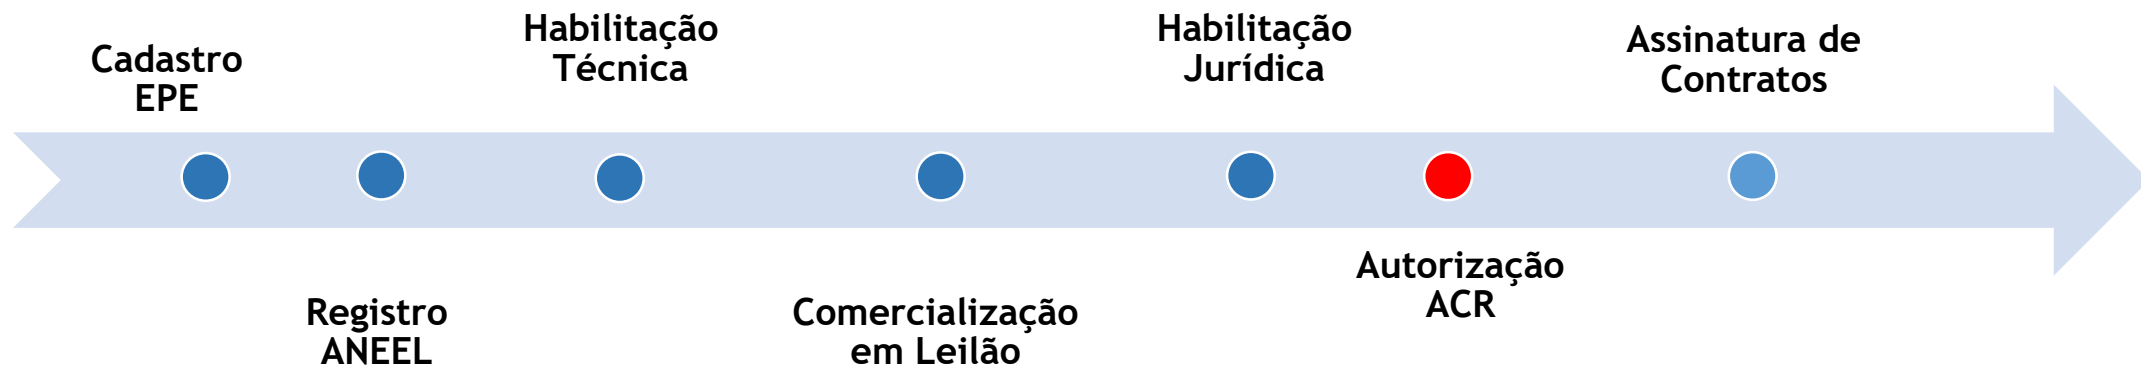 Cadastro
EPE
Registro
ANEEL
Habilitação
Técnica
Comercialização
em Leilão
Habilitação
Jurídica
Autorização
ACR
Assinatura de
Contratos